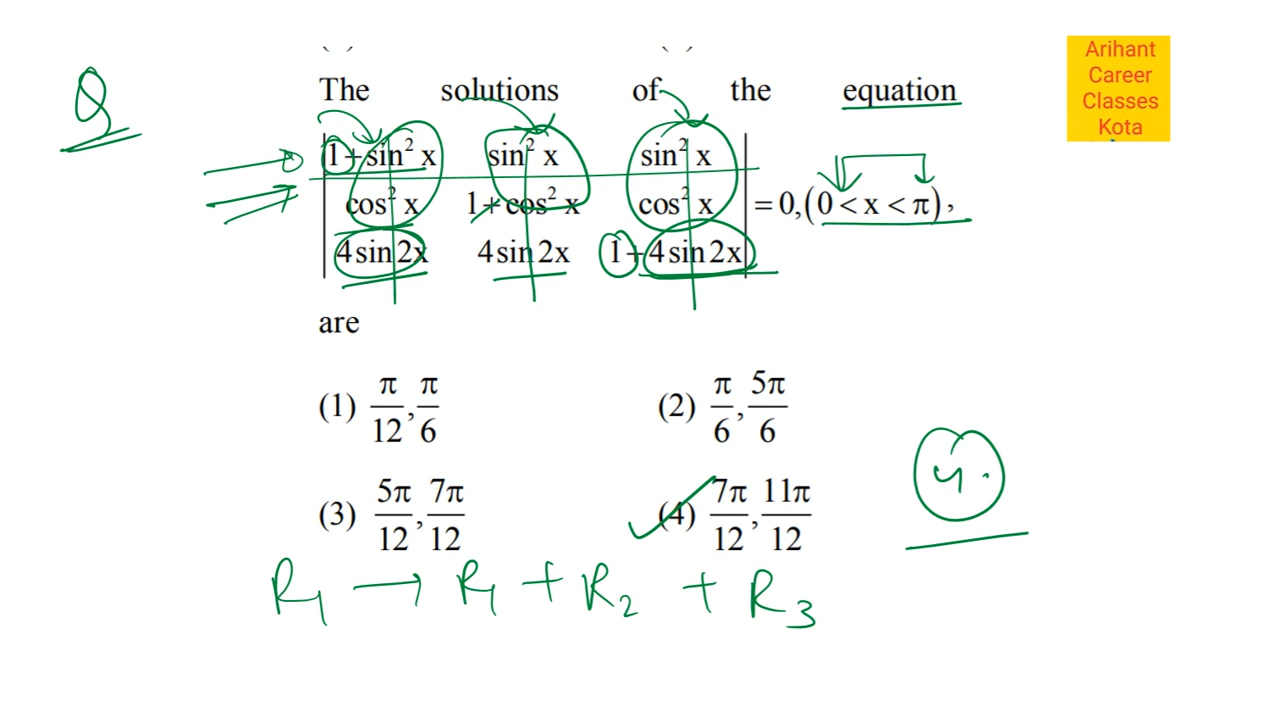 Arihant
Career
Classes
Kota
Q
The solutions of the equation
| 1+sin² x sin² x sin² x |
| cos² x 1+cos² x cos² x | = 0, (0 < x < π),
| 4sin2x 4sin2x 1+4sin2x |
are
(1) π/12, π/6 (2) π/6, 5π/6
(3) 5π/12, 7π/12 (4) 7π/12, 11π/12
4.
R₁ → R₁ + R₂ + R₃